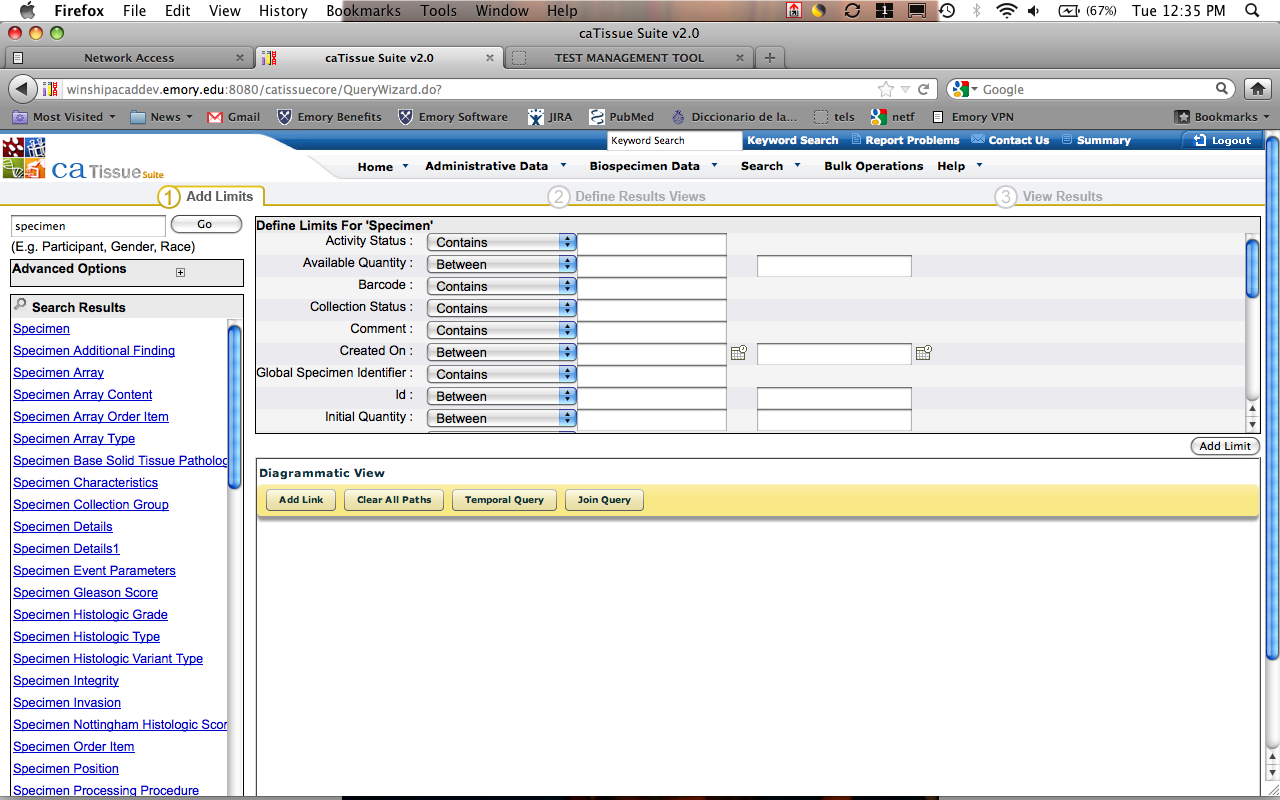 Firefox File Edit View History Bookmarks Tools Window Help 1 (67%) Tue 12:35 PM
caTissue Suite v2.0
Network Access × caTissue Suite v2.0 × TEST MANAGEMENT TOOL × +
winshipacaddev.emory.edu:8080/catissuecore/QueryWizard.do? Google
Most Visited News Gmail Emory Benefits Emory Software JIRA PubMed Diccionario de la... tels netf Emory VPN Bookmarks
Keyword Search Keyword Search Report Problems Contact Us Summary Logout
caTissue Suite Home Administrative Data Biospecimen Data Search Bulk Operations Help
1 Add Limits 2 Define Results Views 3 View Results
specimen Go
(E.g. Participant, Gender, Race)
Advanced Options +
Search Results
Specimen
Specimen Additional Finding
Specimen Array
Specimen Array Content
Specimen Array Order Item
Specimen Array Type
Specimen Base Solid Tissue Patholog
Specimen Characteristics
Specimen Collection Group
Specimen Details
Specimen Details1
Specimen Event Parameters
Specimen Gleason Score
Specimen Histologic Grade
Specimen Histologic Type
Specimen Histologic Variant Type
Specimen Integrity
Specimen Invasion
Specimen Nottingham Histologic Scor
Specimen Order Item
Specimen Position
Specimen Processing Procedure
Define Limits For 'Specimen'
Activity Status : Contains
Available Quantity : Between
Barcode : Contains
Collection Status : Contains
Comment : Contains
Created On : Between
Global Specimen Identifier : Contains
Id : Between
Initial Quantity : Between
Add Limit
Diagrammatic View
Add Link Clear All Paths Temporal Query Join Query